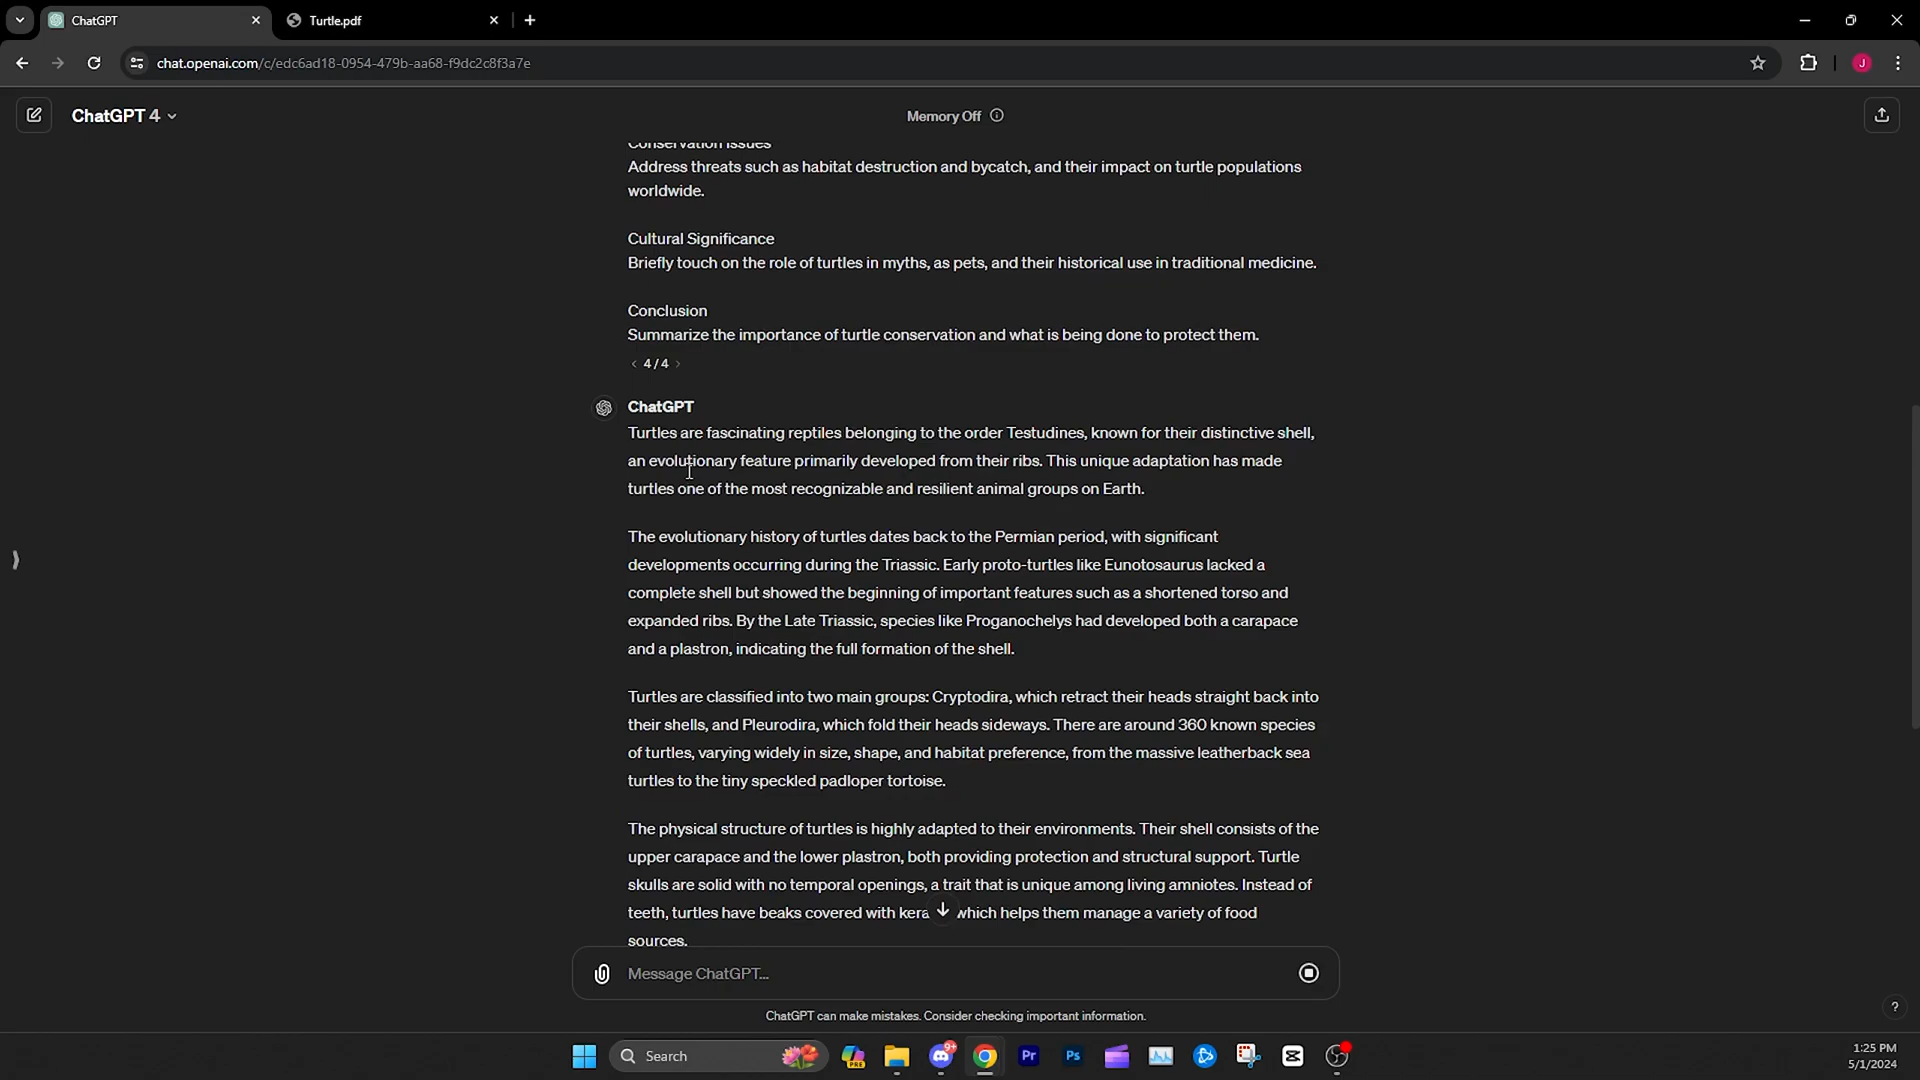 ChatGPT
Turtle.pdf
chat.openai.com/c/edc6ad18-0954-479b-aa68-f9dc2c8f3a7e
J
ChatGPT 4
Memory Off
Conservation Issues
Address threats such as habitat destruction and bycatch, and their impact on turtle populations
worldwide.
Cultural Significance
Briefly touch on the role of turtles in myths, as pets, and their historical use in traditional medicine.
Conclusion
Summarize the importance of turtle conservation and what is being done to protect them.
< 4/4 >
ChatGPT
Turtles are fascinating reptiles belonging to the order Testudines, known for their distinctive shell,
an evolutionary feature primarily developed from their ribs. This unique adaptation has made
turtles one of the most recognizable and resilient animal groups on Earth.
The evolutionary history of turtles dates back to the Permian period, with significant
developments occurring during the Triassic. Early proto-turtles like Eunotosaurus lacked a
complete shell but showed the beginning of important features such as a shortened torso and
expanded ribs. By the Late Triassic, species like Proganochelys had developed both a carapace
and a plastron, indicating the full formation of the shell.
Turtles are classified into two main groups: Cryptodira, which retract their heads straight back into
their shells, and Pleurodira, which fold their heads sideways. There are around 360 known species
of turtles, varying widely in size, shape, and habitat preference, from the massive leatherback sea
turtles to the tiny speckled padloper tortoise.
The physical structure of turtles is highly adapted to their environments. Their shell consists of the
upper carapace and the lower plastron, both providing protection and structural support. Turtle
skulls are solid with no temporal openings, a trait that is unique among living amniotes. Instead of
teeth, turtles have beaks covered with kera which helps them manage a variety of food
sources.
Message ChatGPT...
ChatGPT can make mistakes. Consider checking important information.
?
Search
PRE
9+
Pr
Ps
1:25 PM
5/1/2024